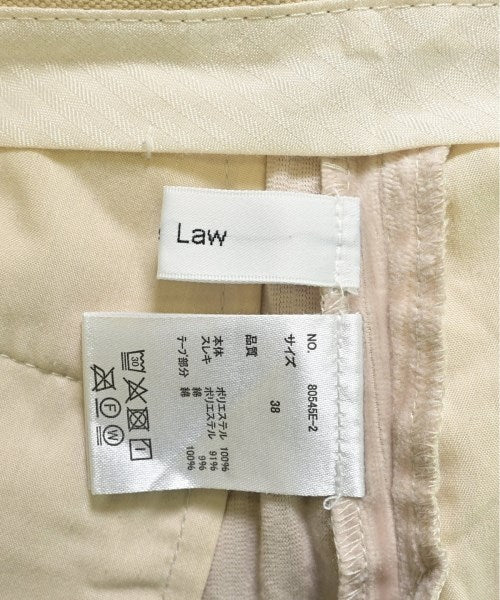 Law
NO. 80545E-2
サイズ 38
品質
本体 ポリエステル 100%
スレキ ポリエステル 91%
綿 9%
テープ部分 綿 100%
30
F W